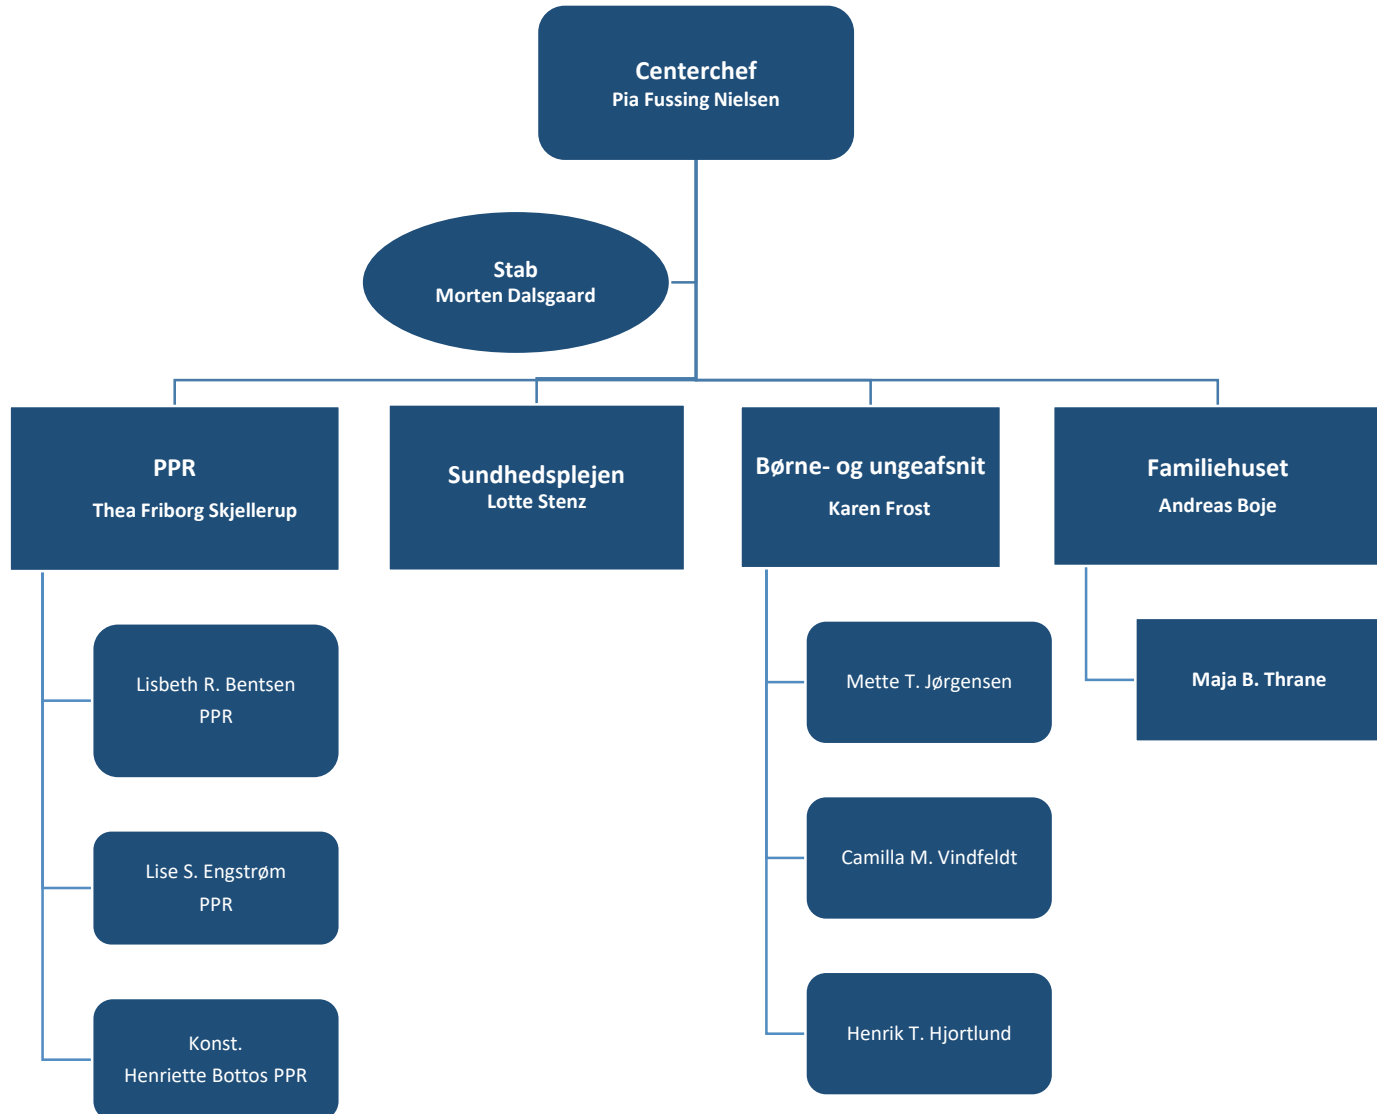 Centerchef
Pia Fussing Nielsen
Stab
Morten Dalsgaard
PPR
Thea Friborg Skjellerup
Sundhedsplejen
Lotte Stenz
Børne- og ungeafsnit
Karen Frost
Familiehuset
Andreas Boje
Lisbeth R. Bentsen
PPR
Lise S. Engstrøm
PPR
Konst.
Henriette Bottos PPR
Mette T. Jørgensen
Camilla M. Vindfeldt
Henrik T. Hjortlund
Maja B. Thrane